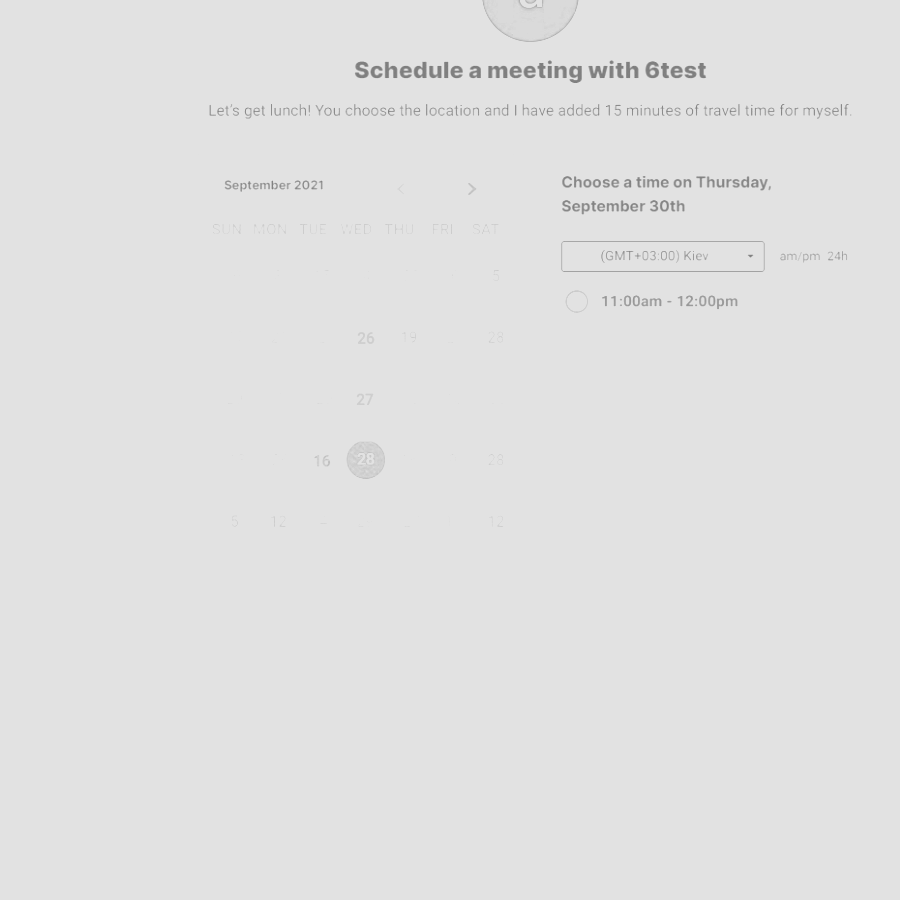 a
Schedule a meeting with 6test
Let's get lunch! You choose the location and I have added 15 minutes of travel time for myself.
September 2021
SUN MON TUE WED THU FRI SAT
5
26 19 28
27
16 28 28
5 12 12
Choose a time on Thursday,
September 30th
(GMT+03:00) Kiev am/pm 24h
11:00am - 12:00pm